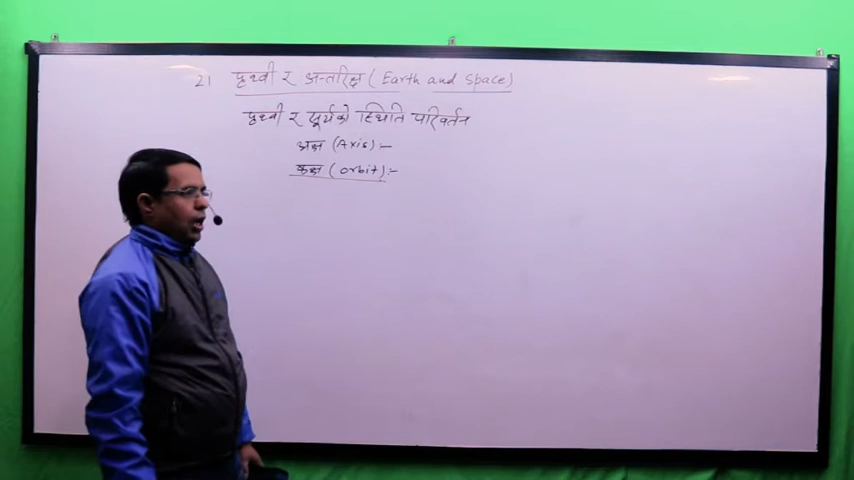 21 पृथ्वी र अन्तरिक्ष ( Earth and Space)
पृथ्वी र सूर्यको स्थिति परिवर्तन
अक्ष (Axis) :-
कक्ष ( orbit) :-